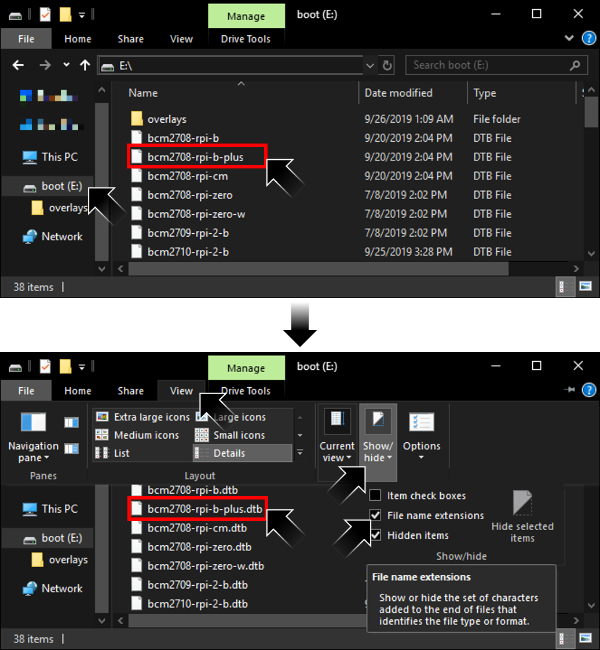 Manage
boot (E:)
File
Home
Share
View
Drive Tools
E:\
Search boot (E:)
Name
Date modified
Type
overlays
9/26/2019 1:09 AM
File folder
bcm2708-rpi-b
9/20/2019 2:04 PM
DTB File
bcm2708-rpi-b-plus
9/20/2019 2:04 PM
DTB File
bcm2708-rpi-cm
9/20/2019 2:04 PM
DTB File
bcm2708-rpi-zero
7/8/2019 2:02 PM
DTB File
bcm2708-rpi-zero-w
7/8/2019 2:02 PM
DTB File
bcm2709-rpi-2-b
7/8/2019 2:02 PM
DTB File
bcm2710-rpi-2-b
9/25/2019 3:28 PM
DTB File
This PC
boot (E:)
overlays
Network
38 items
Manage
boot (E:)
File
Home
Share
View
Drive Tools
Navigation
pane
Panes
Extra large icons
Large icons
Medium icons
Small icons
List
Details
Layout
Current
view
Show/
hide
Options
Item check boxes
File name extensions
Hidden items
Hide selected
items
Show/hide
This PC
boot (E:)
overlays
Network
bcm2708-rpi-b.dtb
bcm2708-rpi-b-plus.dtb
bcm2708-rpi-cm.dtb
bcm2708-rpi-zero.dtb
bcm2708-rpi-zero-w.dtb
bcm2709-rpi-2-b.dtb
bcm2710-rpi-2-b.dtb
File name extensions
Show or hide the set of characters
added to the end of files that
identifies the file type or format.
38 items